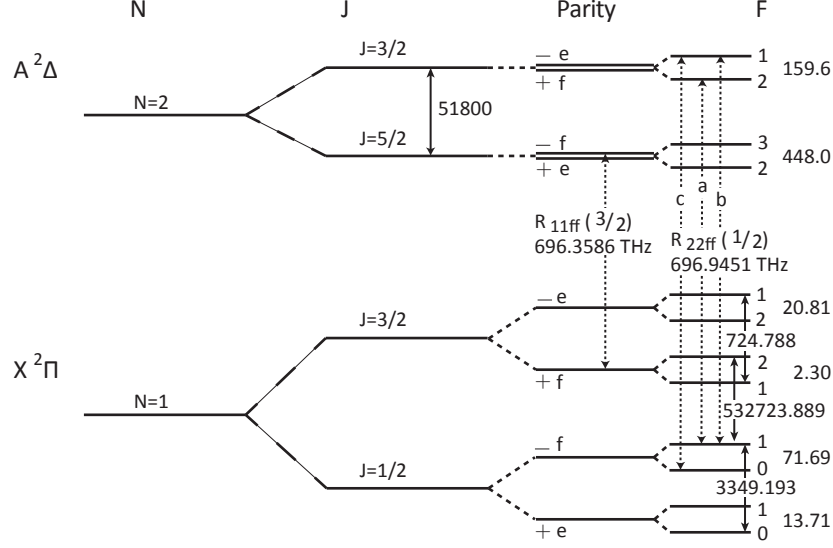 N J Parity F
J=3/2 − e 1
A ²Δ 159.6
+ f 2
N=2 51800
J=5/2 − f 3
448.0
+ e 2
c a b
R 11ff ( 3/2 ) R 22ff ( 1/2 )
696.3586 THz 696.9451 THz
− e 1
20.81
J=3/2 2
724.788
X ²Π 2
2.30
+ f 1
N=1 532723.889
− f 1
J=1/2 71.69
0
3349.193
1
13.71
+ e 0